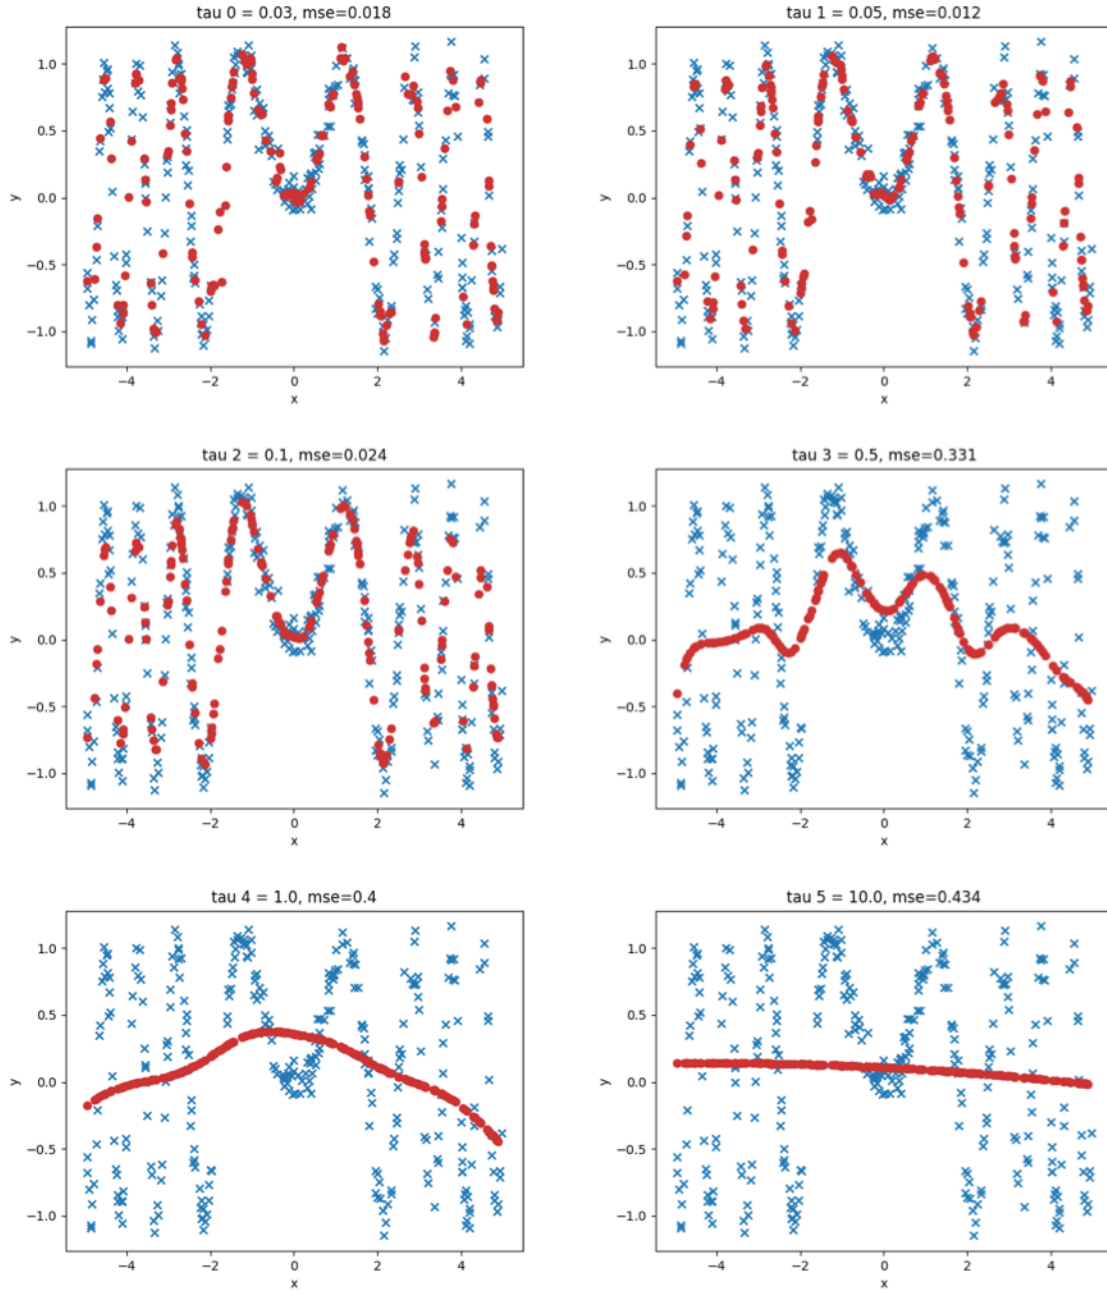 tau 0 = 0.03, mse=0.018
1.0
0.5
0.0
−0.5
−1.0
y
−4 −2 0 2 4
x
tau 1 = 0.05, mse=0.012
1.0
0.5
0.0
−0.5
−1.0
y
−4 −2 0 2 4
x
tau 2 = 0.1, mse=0.024
1.0
0.5
0.0
−0.5
−1.0
y
−4 −2 0 2 4
x
tau 3 = 0.5, mse=0.331
1.0
0.5
0.0
−0.5
−1.0
y
−4 −2 0 2 4
x
tau 4 = 1.0, mse=0.4
1.0
0.5
0.0
−0.5
−1.0
y
−4 −2 0 2 4
x
tau 5 = 10.0, mse=0.434
1.0
0.5
0.0
−0.5
−1.0
y
−4 −2 0 2 4
x